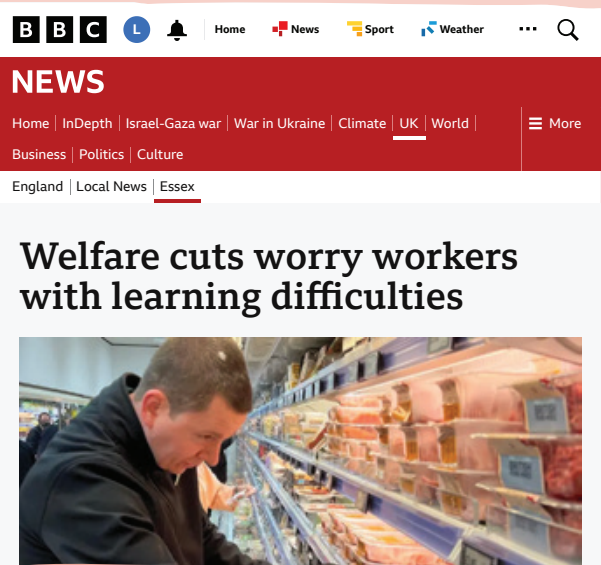 BBC L Home News Sport Weather
NEWS
Home InDepth Israel-Gaza war War in Ukraine Climate UK World More
Business Politics Culture
England Local News Essex
Welfare cuts worry workers
with learning difficulties